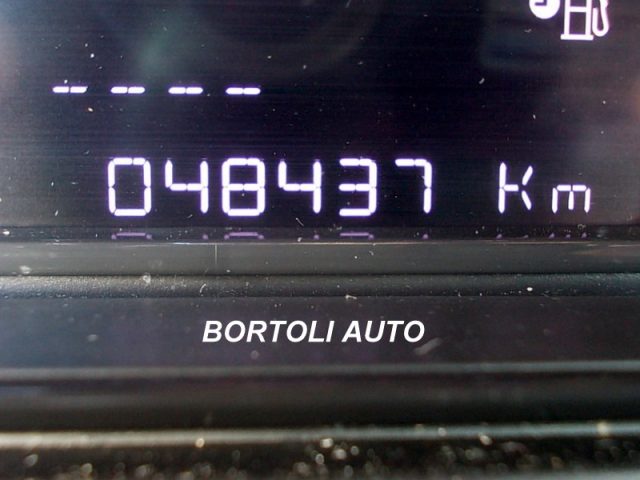 ----
048437 Km
BORTOLI AUTO